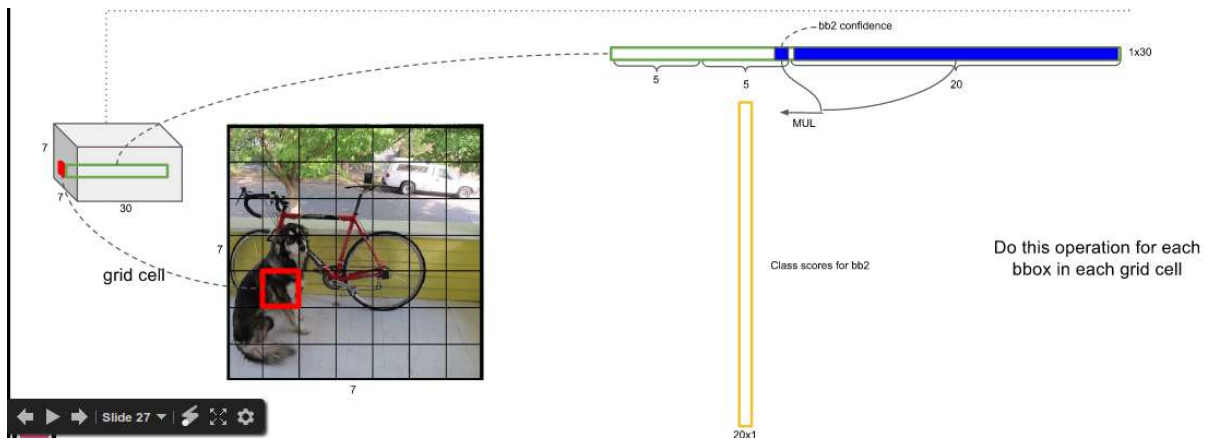 bb2 confidence
1x30
5
5
20
MUL
7
7
30
grid cell
7
7
Class scores for bb2
20x1
Do this operation for each
bbox in each grid cell
Slide 27